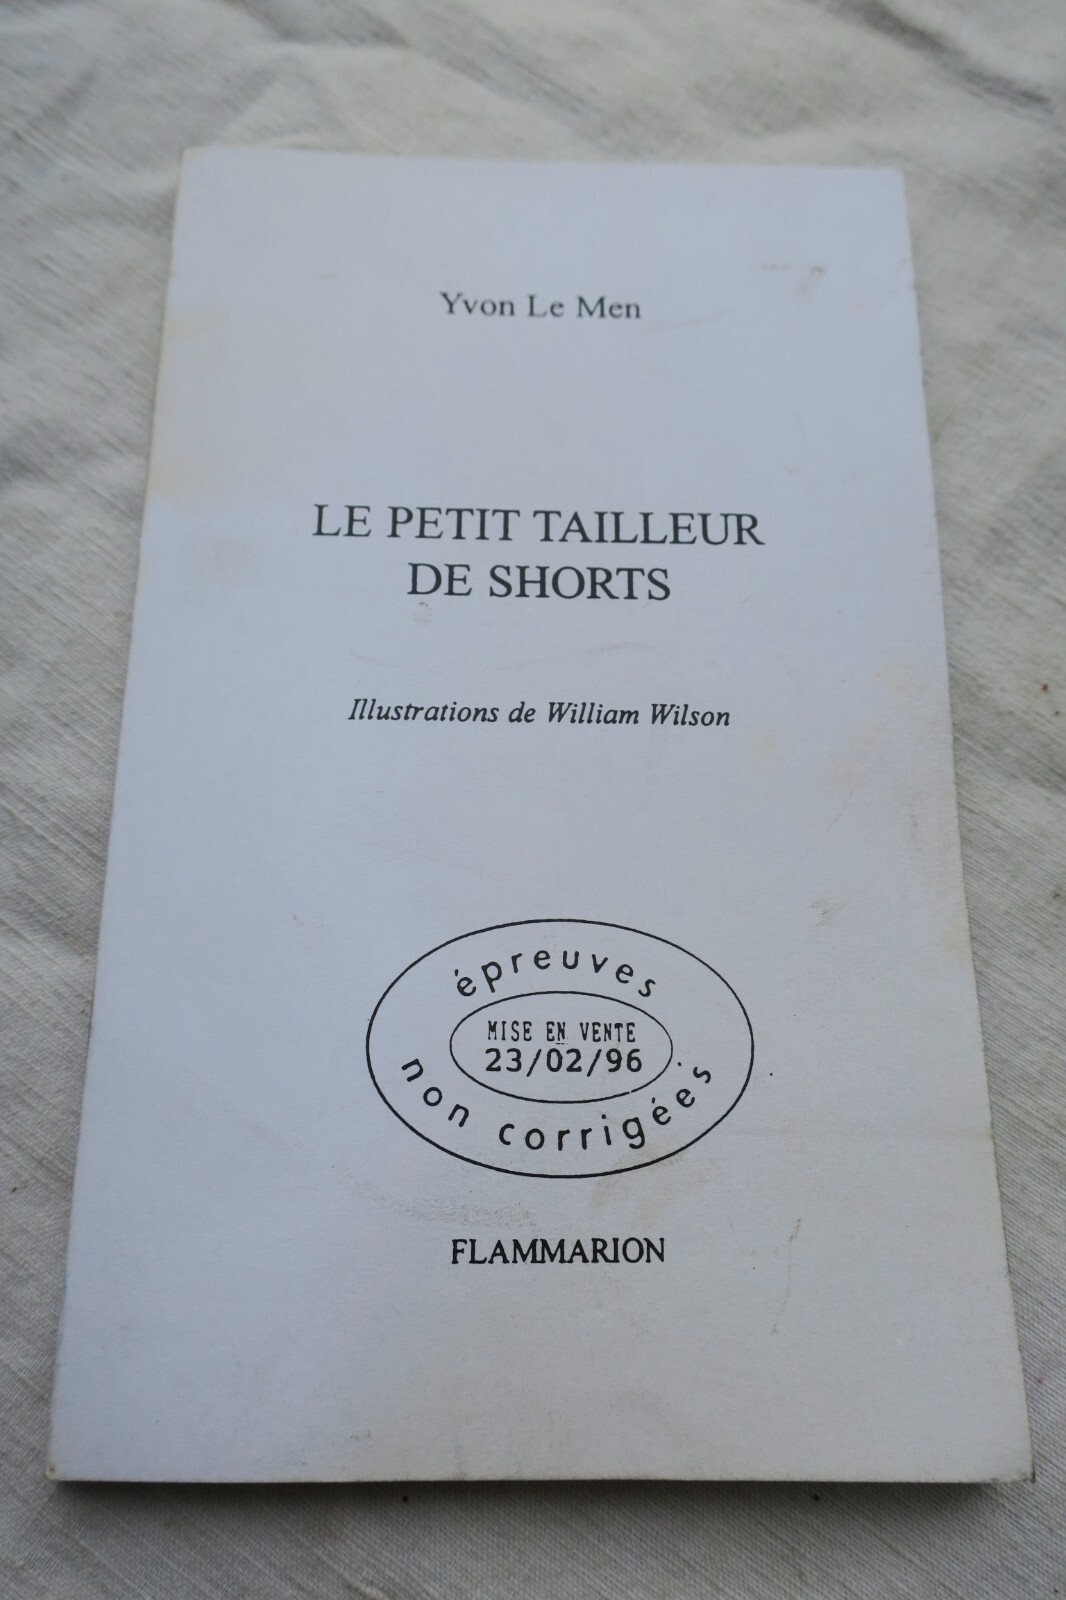 Yvon Le Men
LE PETIT TAILLEUR
DE SHORTS
Illustrations de William Wilson
épreuves
MISE EN VENTE
23/02/96
non corrigées
FLAMMARION